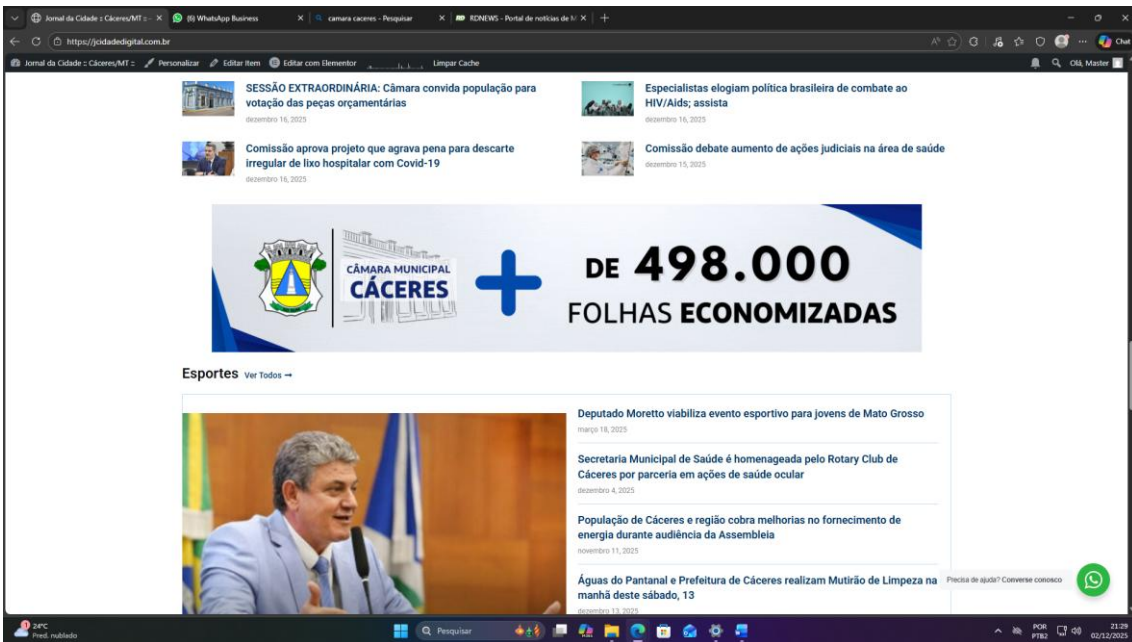 Jornal da Cidade :: Cáceres/MT :: -
(6) WhatsApp Business
camara caceres - Pesquisar
RDNEWS - Portal de notícias de M
https://jcidadedigital.com.br
Chat
Jornal da Cidade :: Cáceres/MT ::
Personalizar
Editar Item
Editar com Elementor
Limpar Cache
Olá, Master
SESSÃO EXTRAORDINÁRIA: Câmara convida população para
votação das peças orçamentárias
dezembro 16, 2025
Especialistas elogiam política brasileira de combate ao
HIV/Aids; assista
dezembro 16, 2025
Comissão aprova projeto que agrava pena para descarte
irregular de lixo hospitalar com Covid-19
dezembro 16, 2025
Comissão debate aumento de ações judiciais na área de saúde
dezembro 15, 2025
CÂMARA MUNICIPAL
CÁCERES
+
DE 498.000
FOLHAS ECONOMIZADAS
Esportes Ver Todos →
Deputado Moretto viabiliza evento esportivo para jovens de Mato Grosso
março 18, 2025
Secretaria Municipal de Saúde é homenageada pelo Rotary Club de
Cáceres por parceria em ações de saúde ocular
dezembro 4, 2025
População de Cáceres e região cobra melhorias no fornecimento de
energia durante audiência da Assembleia
novembro 11, 2025
Águas do Pantanal e Prefeitura de Cáceres realizam Mutirão de Limpeza na
manhã deste sábado, 13
dezembro 13, 2025
Precisa de ajuda? Converse conosco
24°C
Pred. nublado
Pesquisar
POR
PTB2
21:29